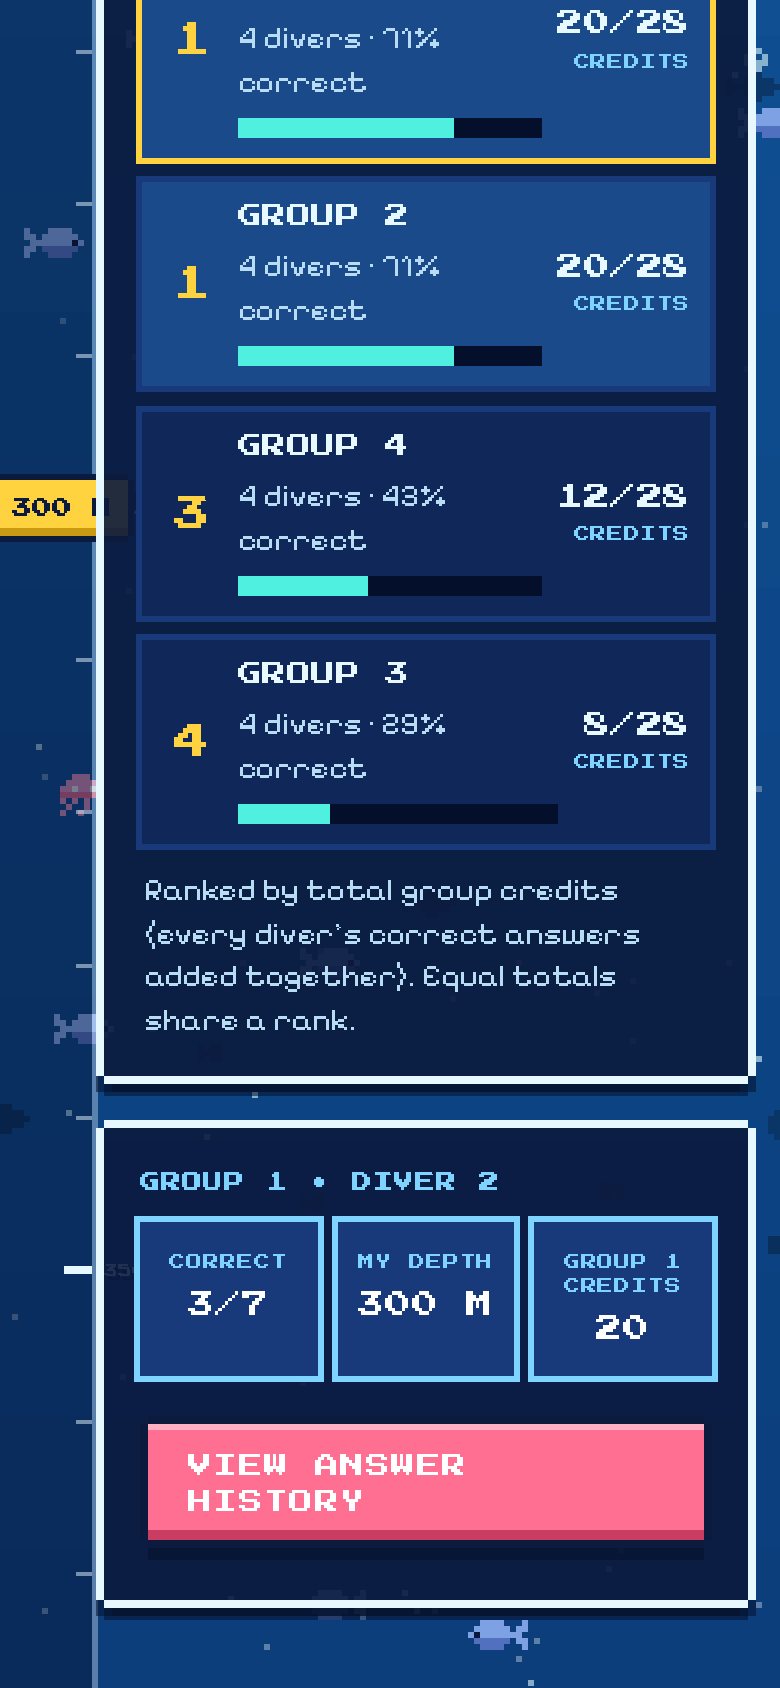 1
4 divers · 71%
correct
20/28
CREDITS
GROUP 2
1
4 divers · 71%
correct
20/28
CREDITS
300 M
GROUP 4
3
4 divers · 43%
correct
12/28
CREDITS
GROUP 3
4
4 divers · 29%
correct
8/28
CREDITS
Ranked by total group credits
(every diver's correct answers
added together). Equal totals
share a rank.
GROUP 1 • DIVER 2
CORRECT
3/7
MY DEPTH
300 M
GROUP 1
CREDITS
20
VIEW ANSWER
HISTORY